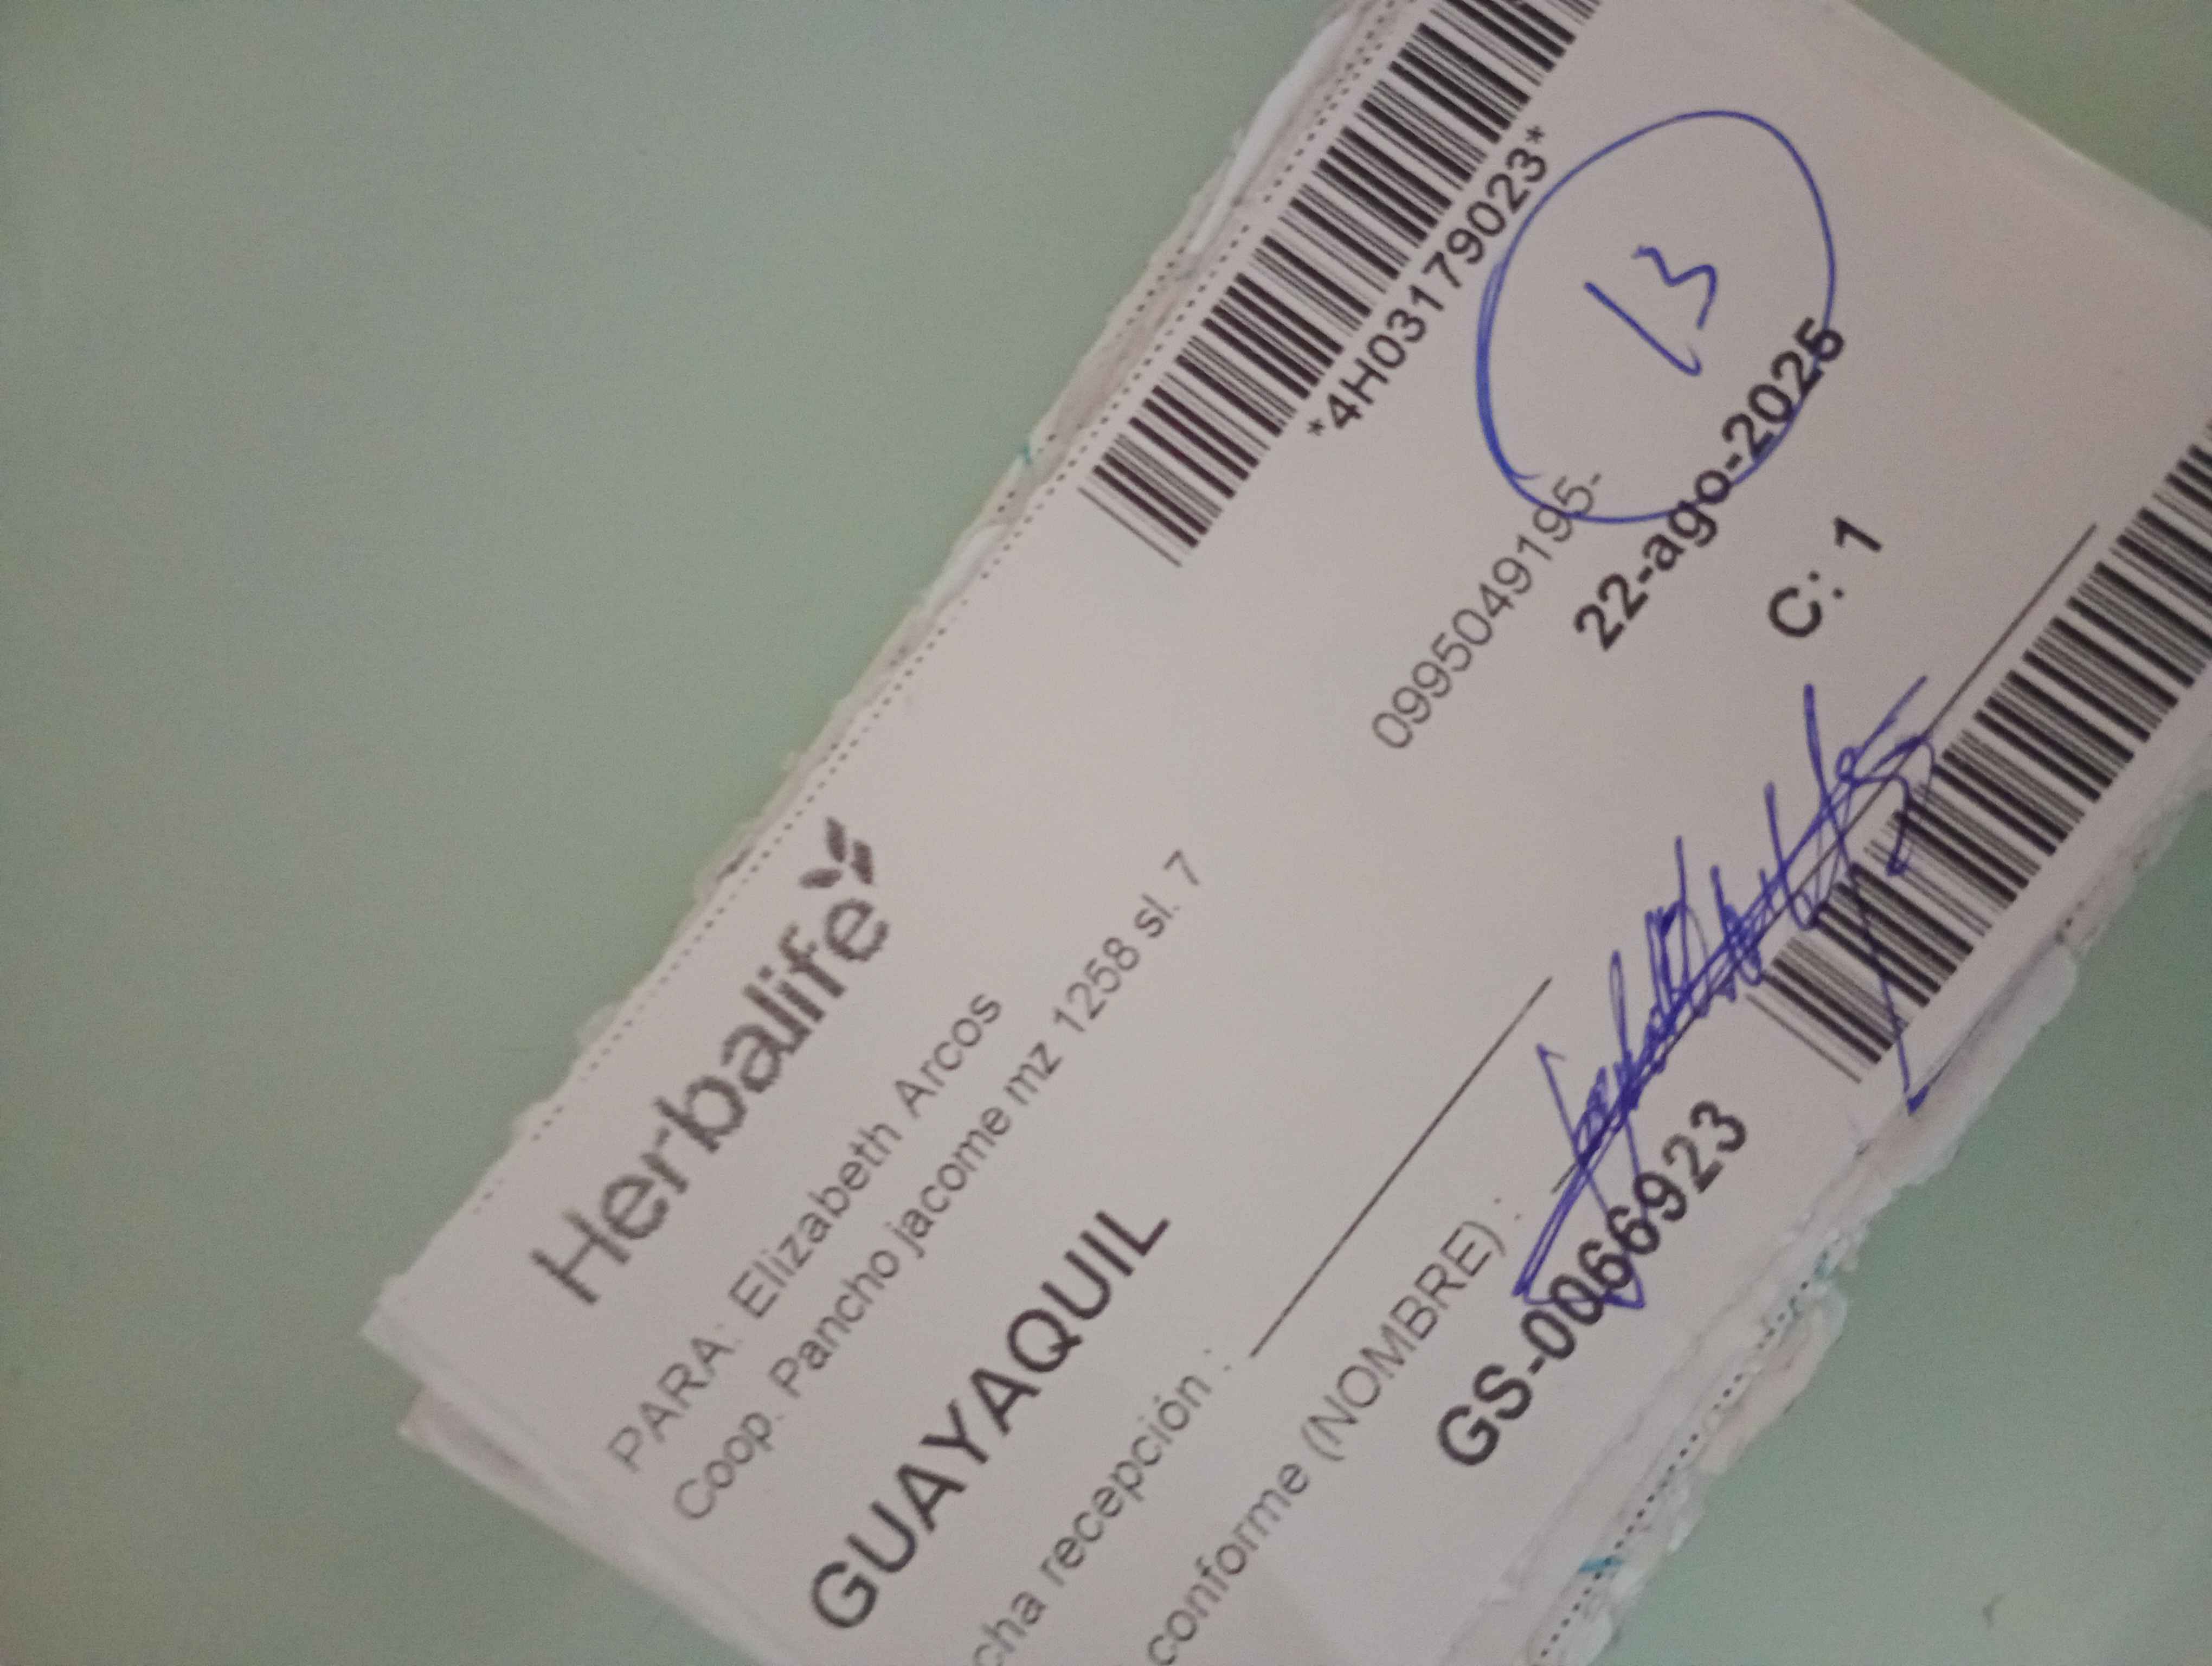 *4H03179023*
13
Herbalife
PARA: Elizabeth Arcos
Coop. Pancho jacome mz 1258 sl. 7
0995049195-
GUAYAQUIL
22-ago-2025
cha recepción :
C: 1
conforme (NOMBRE) :
GS-0066923